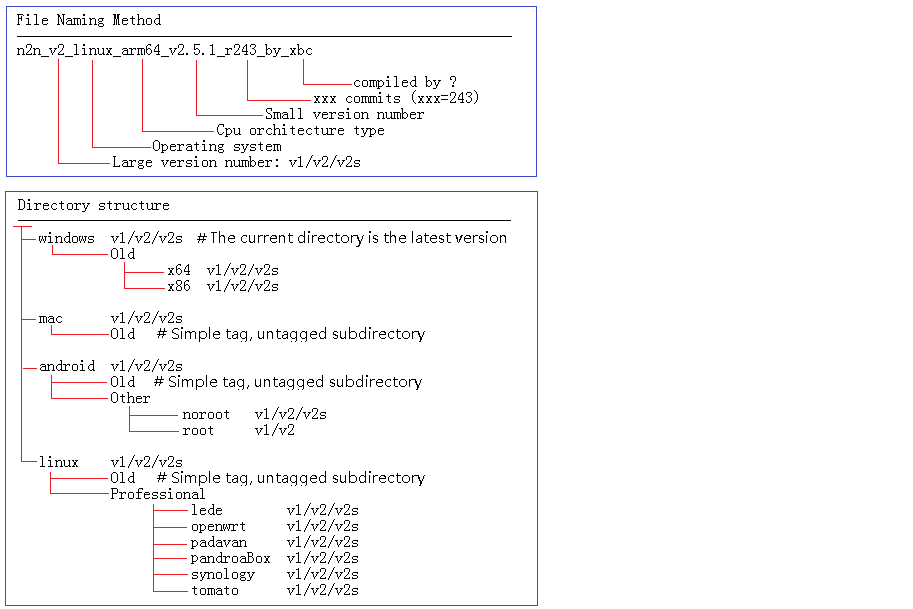 File Naming Method
n2n_v2_linux_arm64_v2.5.1_r243_by_xbc
compiled by ?
xxx commits (xxx=243)
Small version number
Cpu orchitecture type
Operating system
Large version number: v1/v2/v2s
Directory structure
windows v1/v2/v2s # The current directory is the latest version
Old
x64 v1/v2/v2s
x86 v1/v2/v2s
mac v1/v2/v2s
Old # Simple tag, untagged subdirectory
android v1/v2/v2s
Old # Simple tag, untagged subdirectory
Other
noroot v1/v2/v2s
root v1/v2
linux v1/v2/v2s
Old # Simple tag, untagged subdirectory
Professional
lede v1/v2/v2s
openwrt v1/v2/v2s
padavan v1/v2/v2s
pandroaBox v1/v2/v2s
synology v1/v2/v2s
tomato v1/v2/v2s